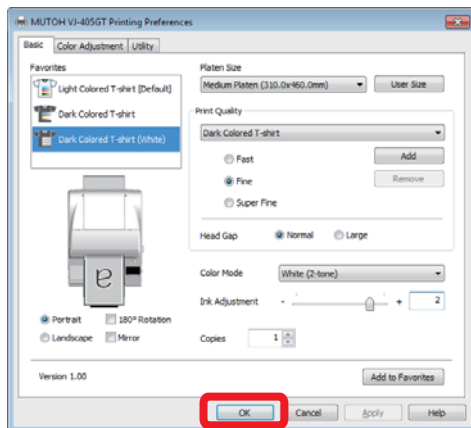 MUTOH VJ-405GT Printing Preferences
Basic Color Adjustment Utility
Favorites
Light Colored T-shirt [Default]
Dark Colored T-shirt
Dark Colored T-shirt (White)
a
Portrait 180° Rotation
Landscape Mirror
Platen Size
Medium Platen (310.0x460.0mm) User Size
Print Quality
Dark Colored T-shirt
Fast Add
Fine Remove
Super Fine
Head Gap Normal Large
Color Mode White (2-tone)
Ink Adjustment - + 2
Copies 1
Version 1.00 Add to Favorites
OK Cancel Apply Help